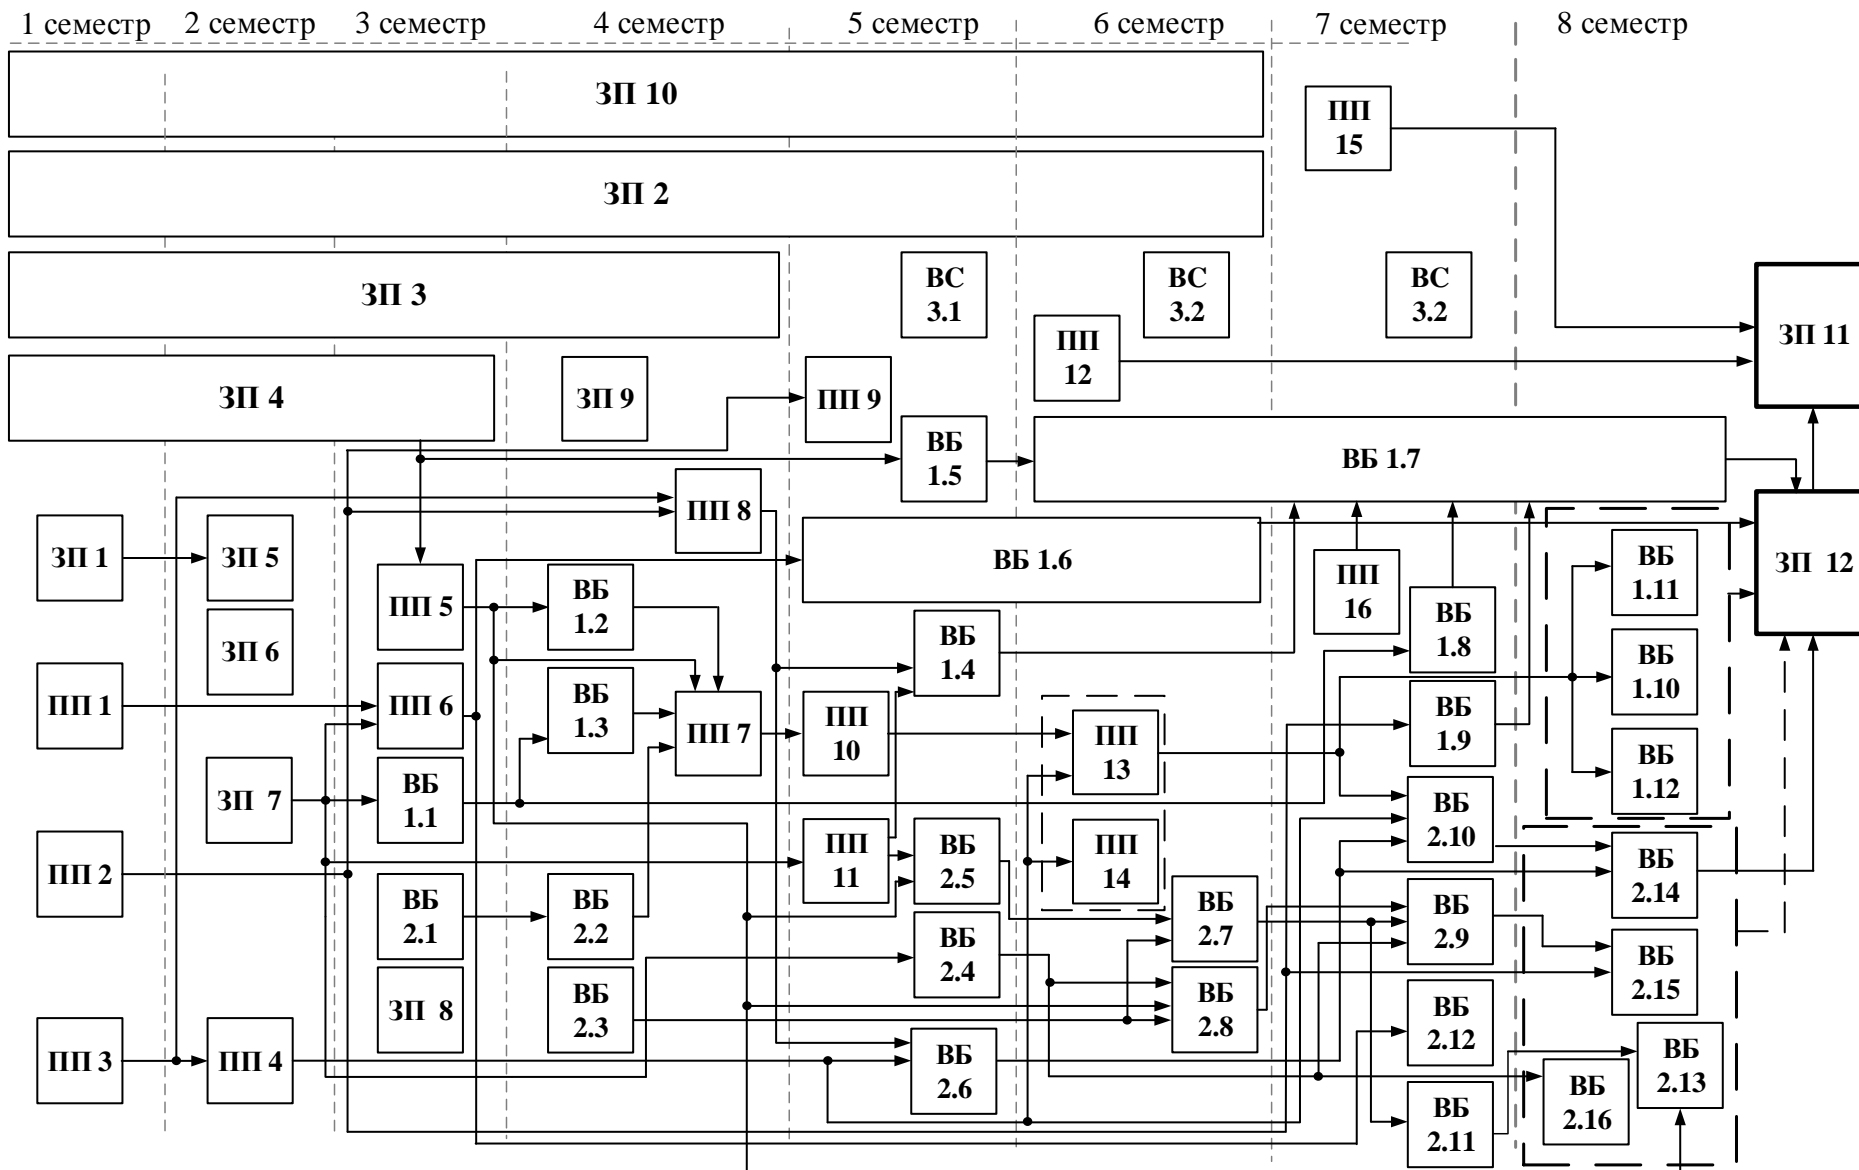 1 семестр 2 семестр 3 семестр 4 семестр 5 семестр 6 семестр 7 семестр 8 семестр
ЗП 10
ПП
15
ЗП 2
ЗП 3
ВС
3.1
ВС
3.2
ВС
3.2
ЗП 11
ПП
12
ЗП 4
ЗП 9
ПП 9
ВБ
1.5
ВБ 1.7
ПП 8
ЗП 1
ЗП 5
ВБ 1.6
ВБ
1.11
ЗП 12
ПП 5
ВБ
1.2
ПП
16
ВБ
1.8
ЗП 6
ВБ
1.4
ВБ
1.10
ПП 1
ПП 6
ВБ
1.3
ПП 7
ПП
10
ПП
13
ВБ
1.9
ВБ
1.12
ЗП 7
ВБ
1.1
ВБ
2.10
ПП 2
ПП
11
ВБ
2.5
ПП
14
ВБ
2.14
ВБ
2.1
ВБ
2.2
ВБ
2.7
ВБ
2.9
ВБ
2.4
ВБ
2.15
ЗП 8
ВБ
2.3
ВБ
2.8
ВБ
2.12
ПП 3
ПП 4
ВБ
2.6
ВБ
2.13
ВБ
2.16
ВБ
2.11